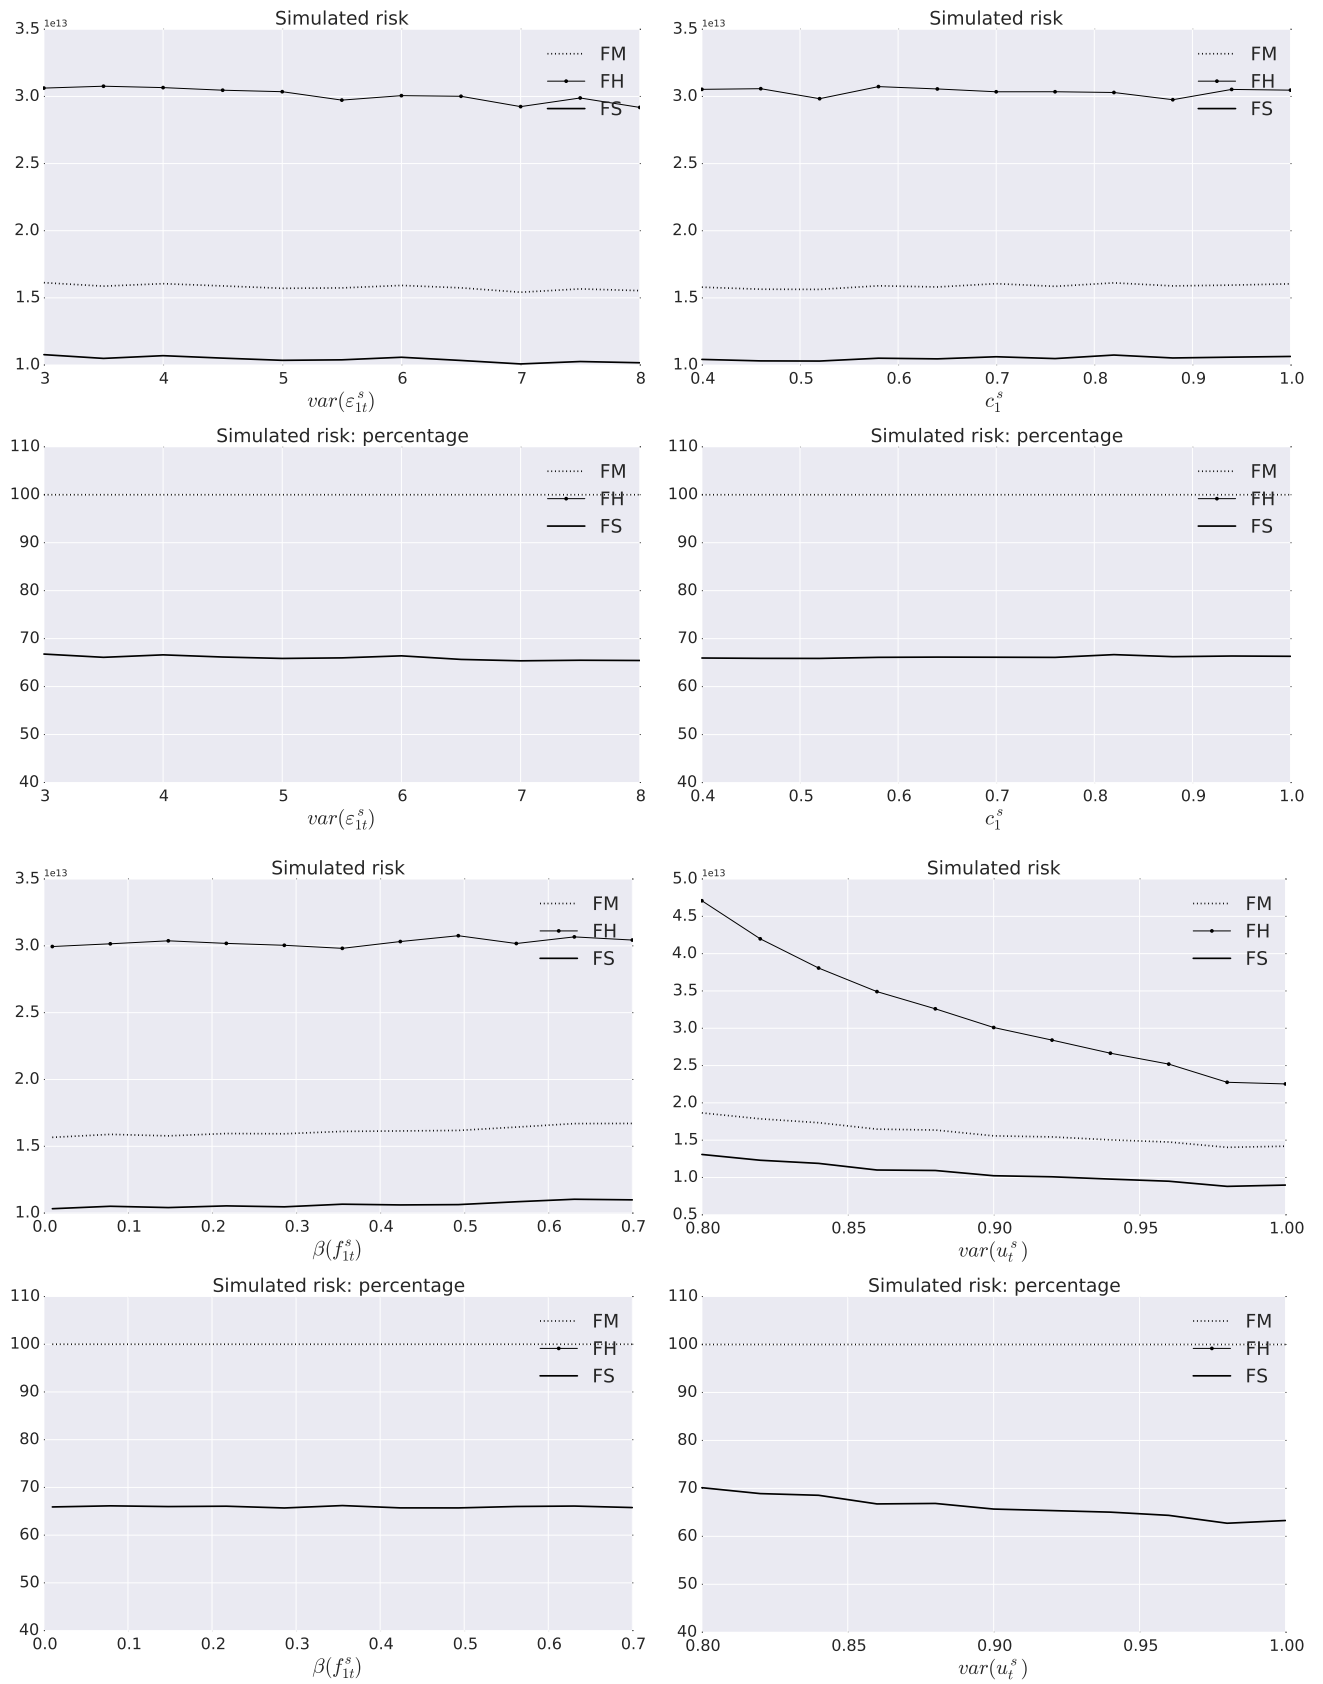 Simulated risk
1e13
3.5
3.0
2.5
2.0
1.5
1.0
FM
FH
FS
3 4 5 6 7 8
var(ε^s_{1t})
Simulated risk
1e13
3.5
3.0
2.5
2.0
1.5
1.0
FM
FH
FS
0.4 0.5 0.6 0.7 0.8 0.9 1.0
c^s_1
Simulated risk: percentage
110
100
90
80
70
60
50
40
FM
FH
FS
3 4 5 6 7 8
var(ε^s_{1t})
Simulated risk: percentage
110
100
90
80
70
60
50
40
FM
FH
FS
0.4 0.5 0.6 0.7 0.8 0.9 1.0
c^s_1
Simulated risk
1e13
3.5
3.0
2.5
2.0
1.5
1.0
FM
FH
FS
0.0 0.1 0.2 0.3 0.4 0.5 0.6 0.7
β(f^s_{1t})
Simulated risk
1e13
5.0
4.5
4.0
3.5
3.0
2.5
2.0
1.5
1.0
0.5
FM
FH
FS
0.80 0.85 0.90 0.95 1.00
var(u^s_t)
Simulated risk: percentage
110
100
90
80
70
60
50
40
FM
FH
FS
0.0 0.1 0.2 0.3 0.4 0.5 0.6 0.7
β(f^s_{1t})
Simulated risk: percentage
110
100
90
80
70
60
50
40
FM
FH
FS
0.80 0.85 0.90 0.95 1.00
var(u^s_t)